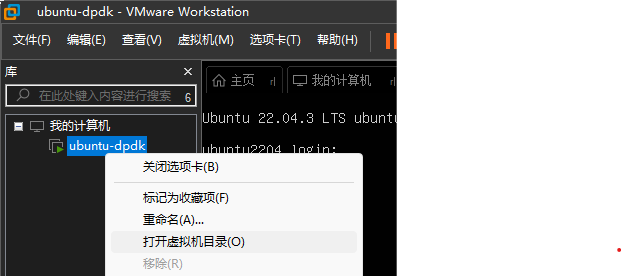 ubuntu-dpdk - VMware Workstation
文件(F) 编辑(E) 查看(V) 虚拟机(M) 选项卡(T) 帮助(H)
库
在此处键入内容进行搜索
主页
我的计算机
我的计算机
ubuntu-dpdk
Ubuntu 22.04.3 LTS ubuntu
ubuntu2204 login:
关闭选项卡(B)
标记为收藏项(F)
重命名(A)...
打开虚拟机目录(O)
移除(R)